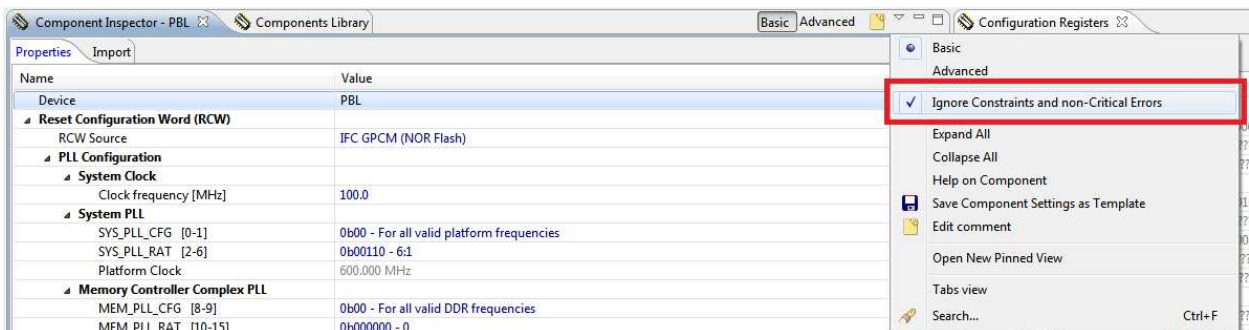 Component Inspector - PBL Components Library Basic Advanced Configuration Registers
Properties Import
Name Value
Device PBL
Reset Configuration Word (RCW)
RCW Source IFC GPCM (NOR Flash)
PLL Configuration
System Clock
Clock frequency [MHz] 100.0
System PLL
SYS_PLL_CFG [0-1] 0b00 - For all valid platform frequencies
SYS_PLL_RAT [2-6] 0b00110 - 6:1
Platform Clock 600.000 MHz
Memory Controller Complex PLL
MEM_PLL_CFG [8-9] 0b00 - For all valid DDR frequencies
MEM_PLL_RAT [10-15] 0b000000 - 0
Basic
Advanced
Ignore Constraints and non-Critical Errors
Expand All
Collapse All
Help on Component
Save Component Settings as Template
Edit comment
Open New Pinned View
Tabs view
Search... Ctrl+F